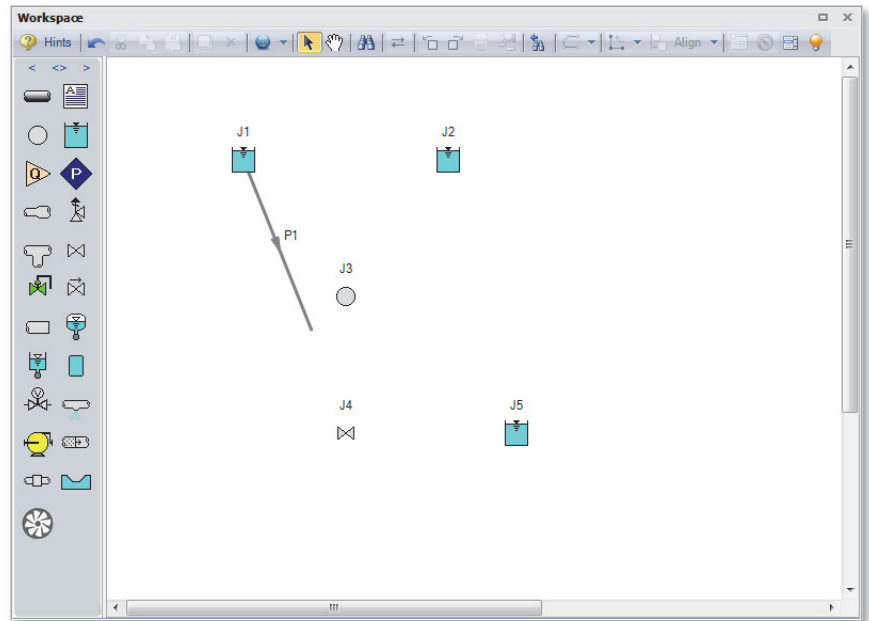 Workspace
Hints
Align
< <> >
A
Q
P
V
J1
J2
P1
J3
J4
J5